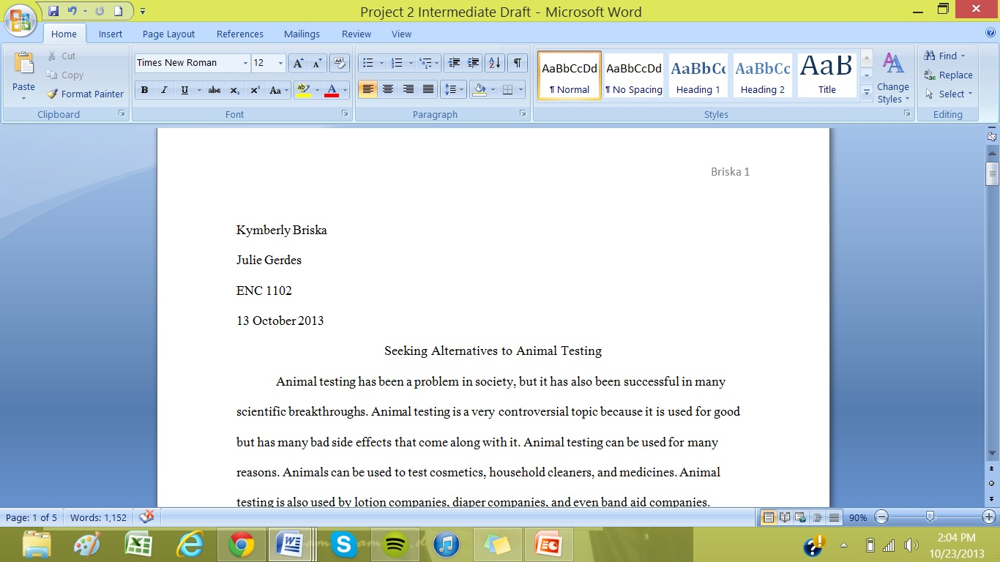 Project 2 Intermediate Draft - Microsoft Word
Home Insert Page Layout References Mailings Review View
Paste
Cut
Copy
Format Painter
Clipboard
Times New Roman 12
B I U abc x₂ x² Aa ab A
Font
Paragraph
AaBbCcDd AaBbCcDd AaBbCc AaBbCc AaB
¶ Normal ¶ No Spacing Heading 1 Heading 2 Title
Change Styles
Styles
Find
Replace
Select
Editing
Briska 1
Kymberly Briska
Julie Gerdes
ENC 1102
13 October 2013
Seeking Alternatives to Animal Testing
Animal testing has been a problem in society, but it has also been successful in many
scientific breakthroughs. Animal testing is a very controversial topic because it is used for good
but has many bad side effects that come along with it. Animal testing can be used for many
reasons. Animals can be used to test cosmetics, household cleaners, and medicines. Animal
testing is also used by lotion companies, diaper companies, and even band aid companies.
Page: 1 of 5 Words: 1,152 90%
2:04 PM
10/23/2013